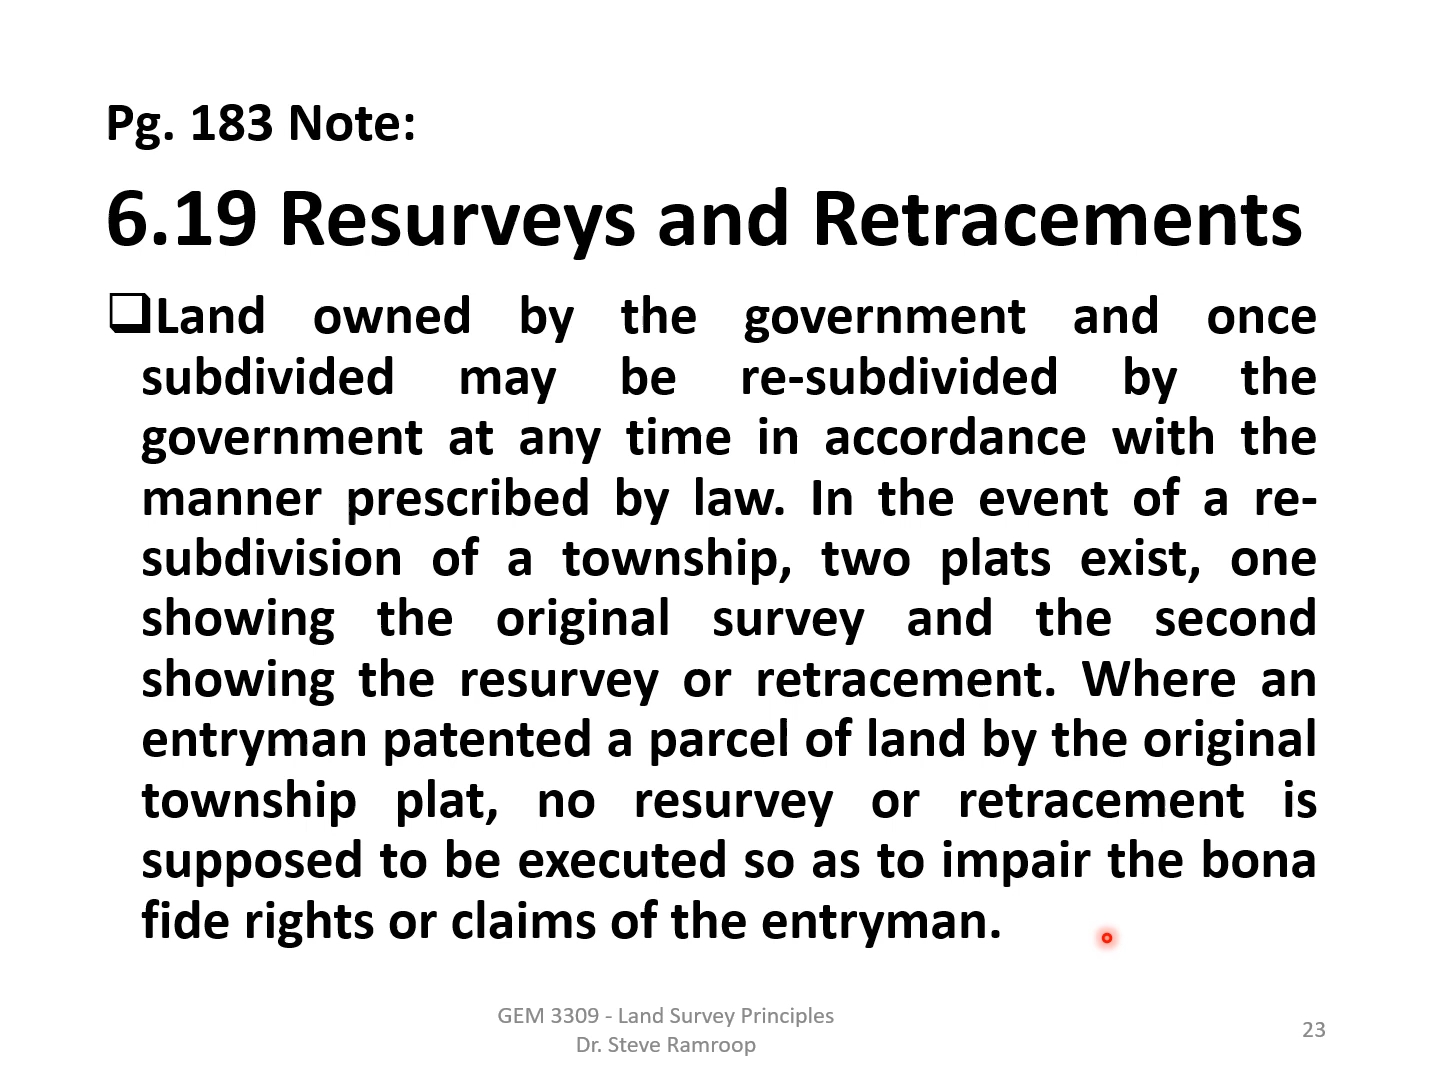 Pg. 183 Note:
6.19 Resurveys and Retracements
❑Land owned by the government and once
subdivided may be re-subdivided by the
government at any time in accordance with the
manner prescribed by law. In the event of a re-
subdivision of a township, two plats exist, one
showing the original survey and the second
showing the resurvey or retracement. Where an
entryman patented a parcel of land by the original
township plat, no resurvey or retracement is
supposed to be executed so as to impair the bona
fide rights or claims of the entryman.
GEM 3309 - Land Survey Principles
Dr. Steve Ramroop
23